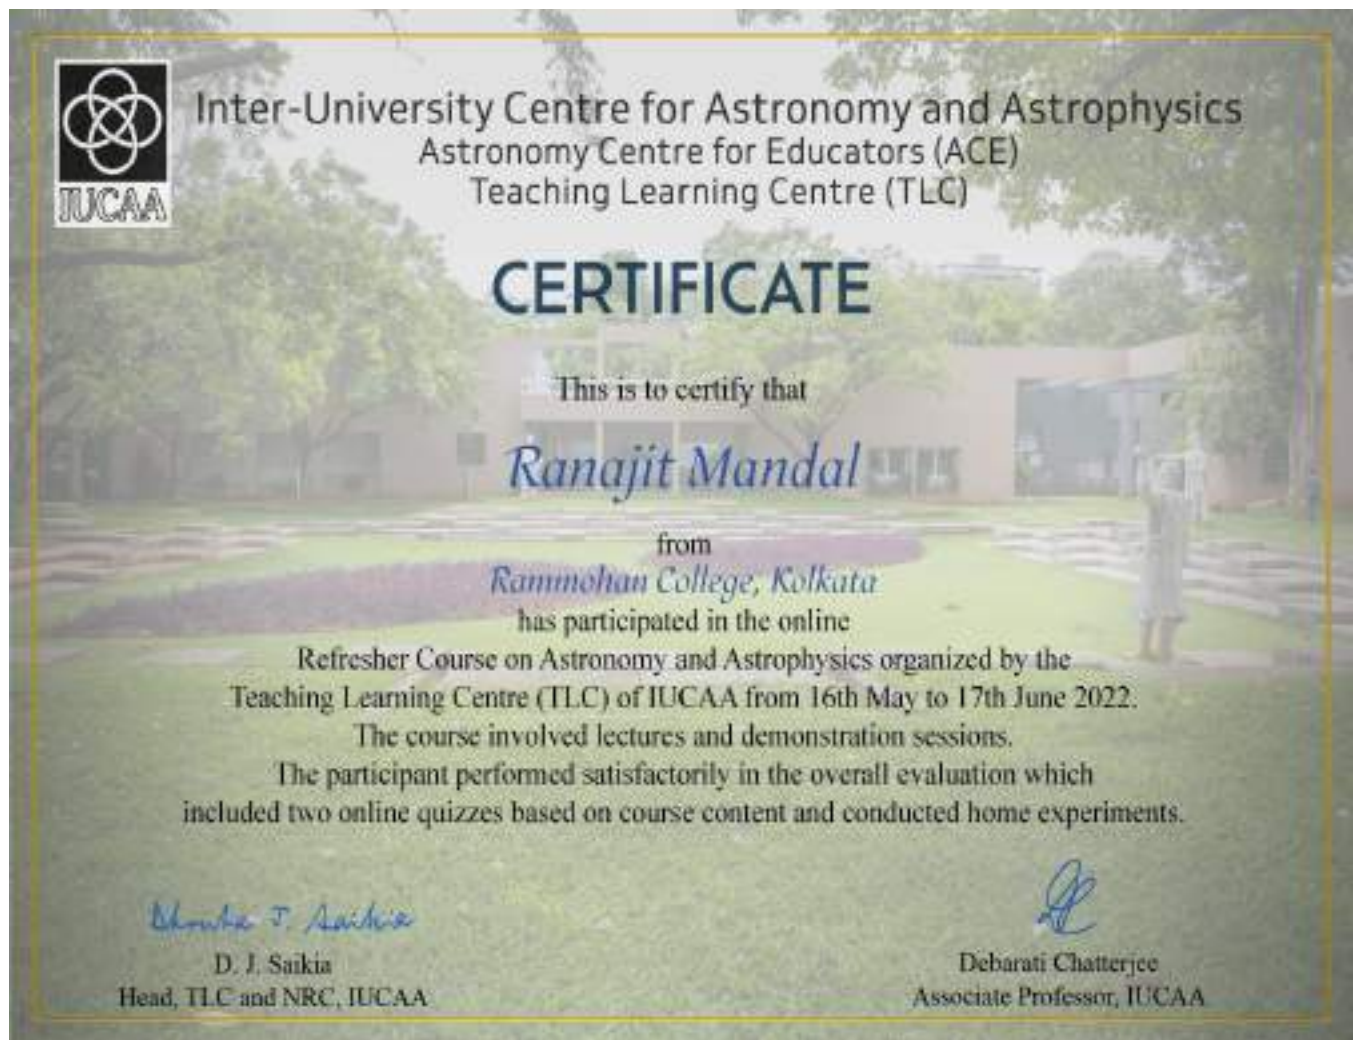 Inter-University Centre for Astronomy and Astrophysics
Astronomy Centre for Educators (ACE)
Teaching Learning Centre (TLC)
IUCAA
CERTIFICATE
This is to certify that
Ranajit Mandal
from
Rammohan College, Kolkata
has participated in the online
Refresher Course on Astronomy and Astrophysics organized by the
Teaching Learning Centre (TLC) of IUCAA from 16th May to 17th June 2022.
The course involved lectures and demonstration sessions.
The participant performed satisfactorily in the overall evaluation which
included two online quizzes based on course content and conducted home experiments.
J. Saikia
D. J. Saikia
Head, TLC and NRC, IUCAA
Debarati Chatterjee
Associate Professor, IUCAA